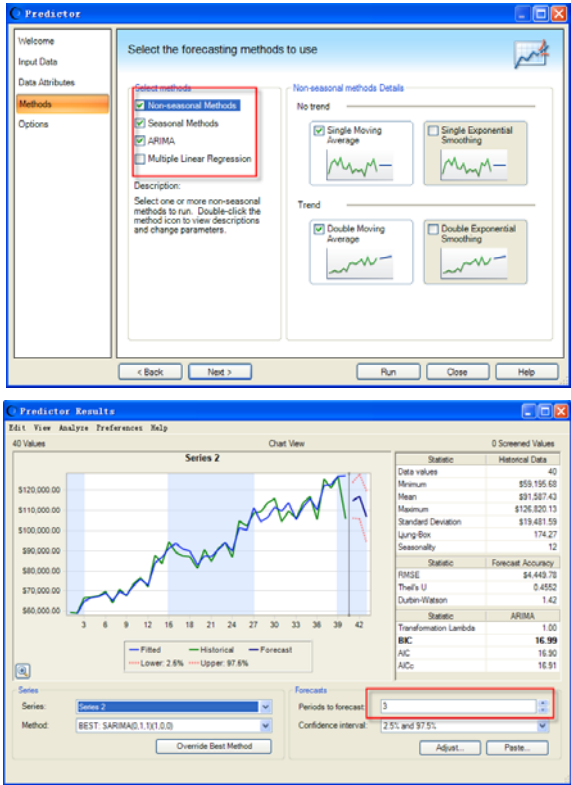 Predictor
Welcome
Input Data
Data Attributes
Methods
Options
Select the forecasting methods to use
Select methods
Non-seasonal Methods
Seasonal Methods
ARIMA
Multiple Linear Regression
Description:
Select one or more non-seasonal
methods to run. Double-click the
method icon to view descriptions
and change parameters.
Non-seasonal methods Details
No trend
Single Moving
Average
Single Exponential
Smoothing
Trend
Double Moving
Average
Double Exponential
Smoothing
< Back
Next >
Run
Close
Help
Predictor Results
Edit View Analyze Preferences Help
40 Values
Chart View
0 Screened Values
Series 2
$120,000.00
$110,000.00
$100,000.00
$90,000.00
$80,000.00
$70,000.00
$60,000.00
3 6 9 12 15 18 21 24 27 30 33 36 39 42
Fitted Historical Forecast
Lower: 2.6% Upper: 97.6%
Statistic Historical Data
Data values 40
Minimum $59,195.68
Mean $91,587.43
Maximum $126,820.13
Standard Deviation $19,481.59
Ljung-Box 174.27
Seasonality 12
Statistic Forecast Accuracy
RMSE $4,449.78
Theil's U 0.4552
Durbin-Watson 1.42
Statistic ARIMA
Transformation Lambda 1.00
BIC 16.99
AIC 16.90
AICc 16.91
Series
Series: Series 2
Method: BEST: SARIMA(0,1,1)(1,0,0)
Override Best Method
Forecasts
Periods to forecast: 3
Confidence interval: 2.5% and 97.5%
Adjust...
Paste...